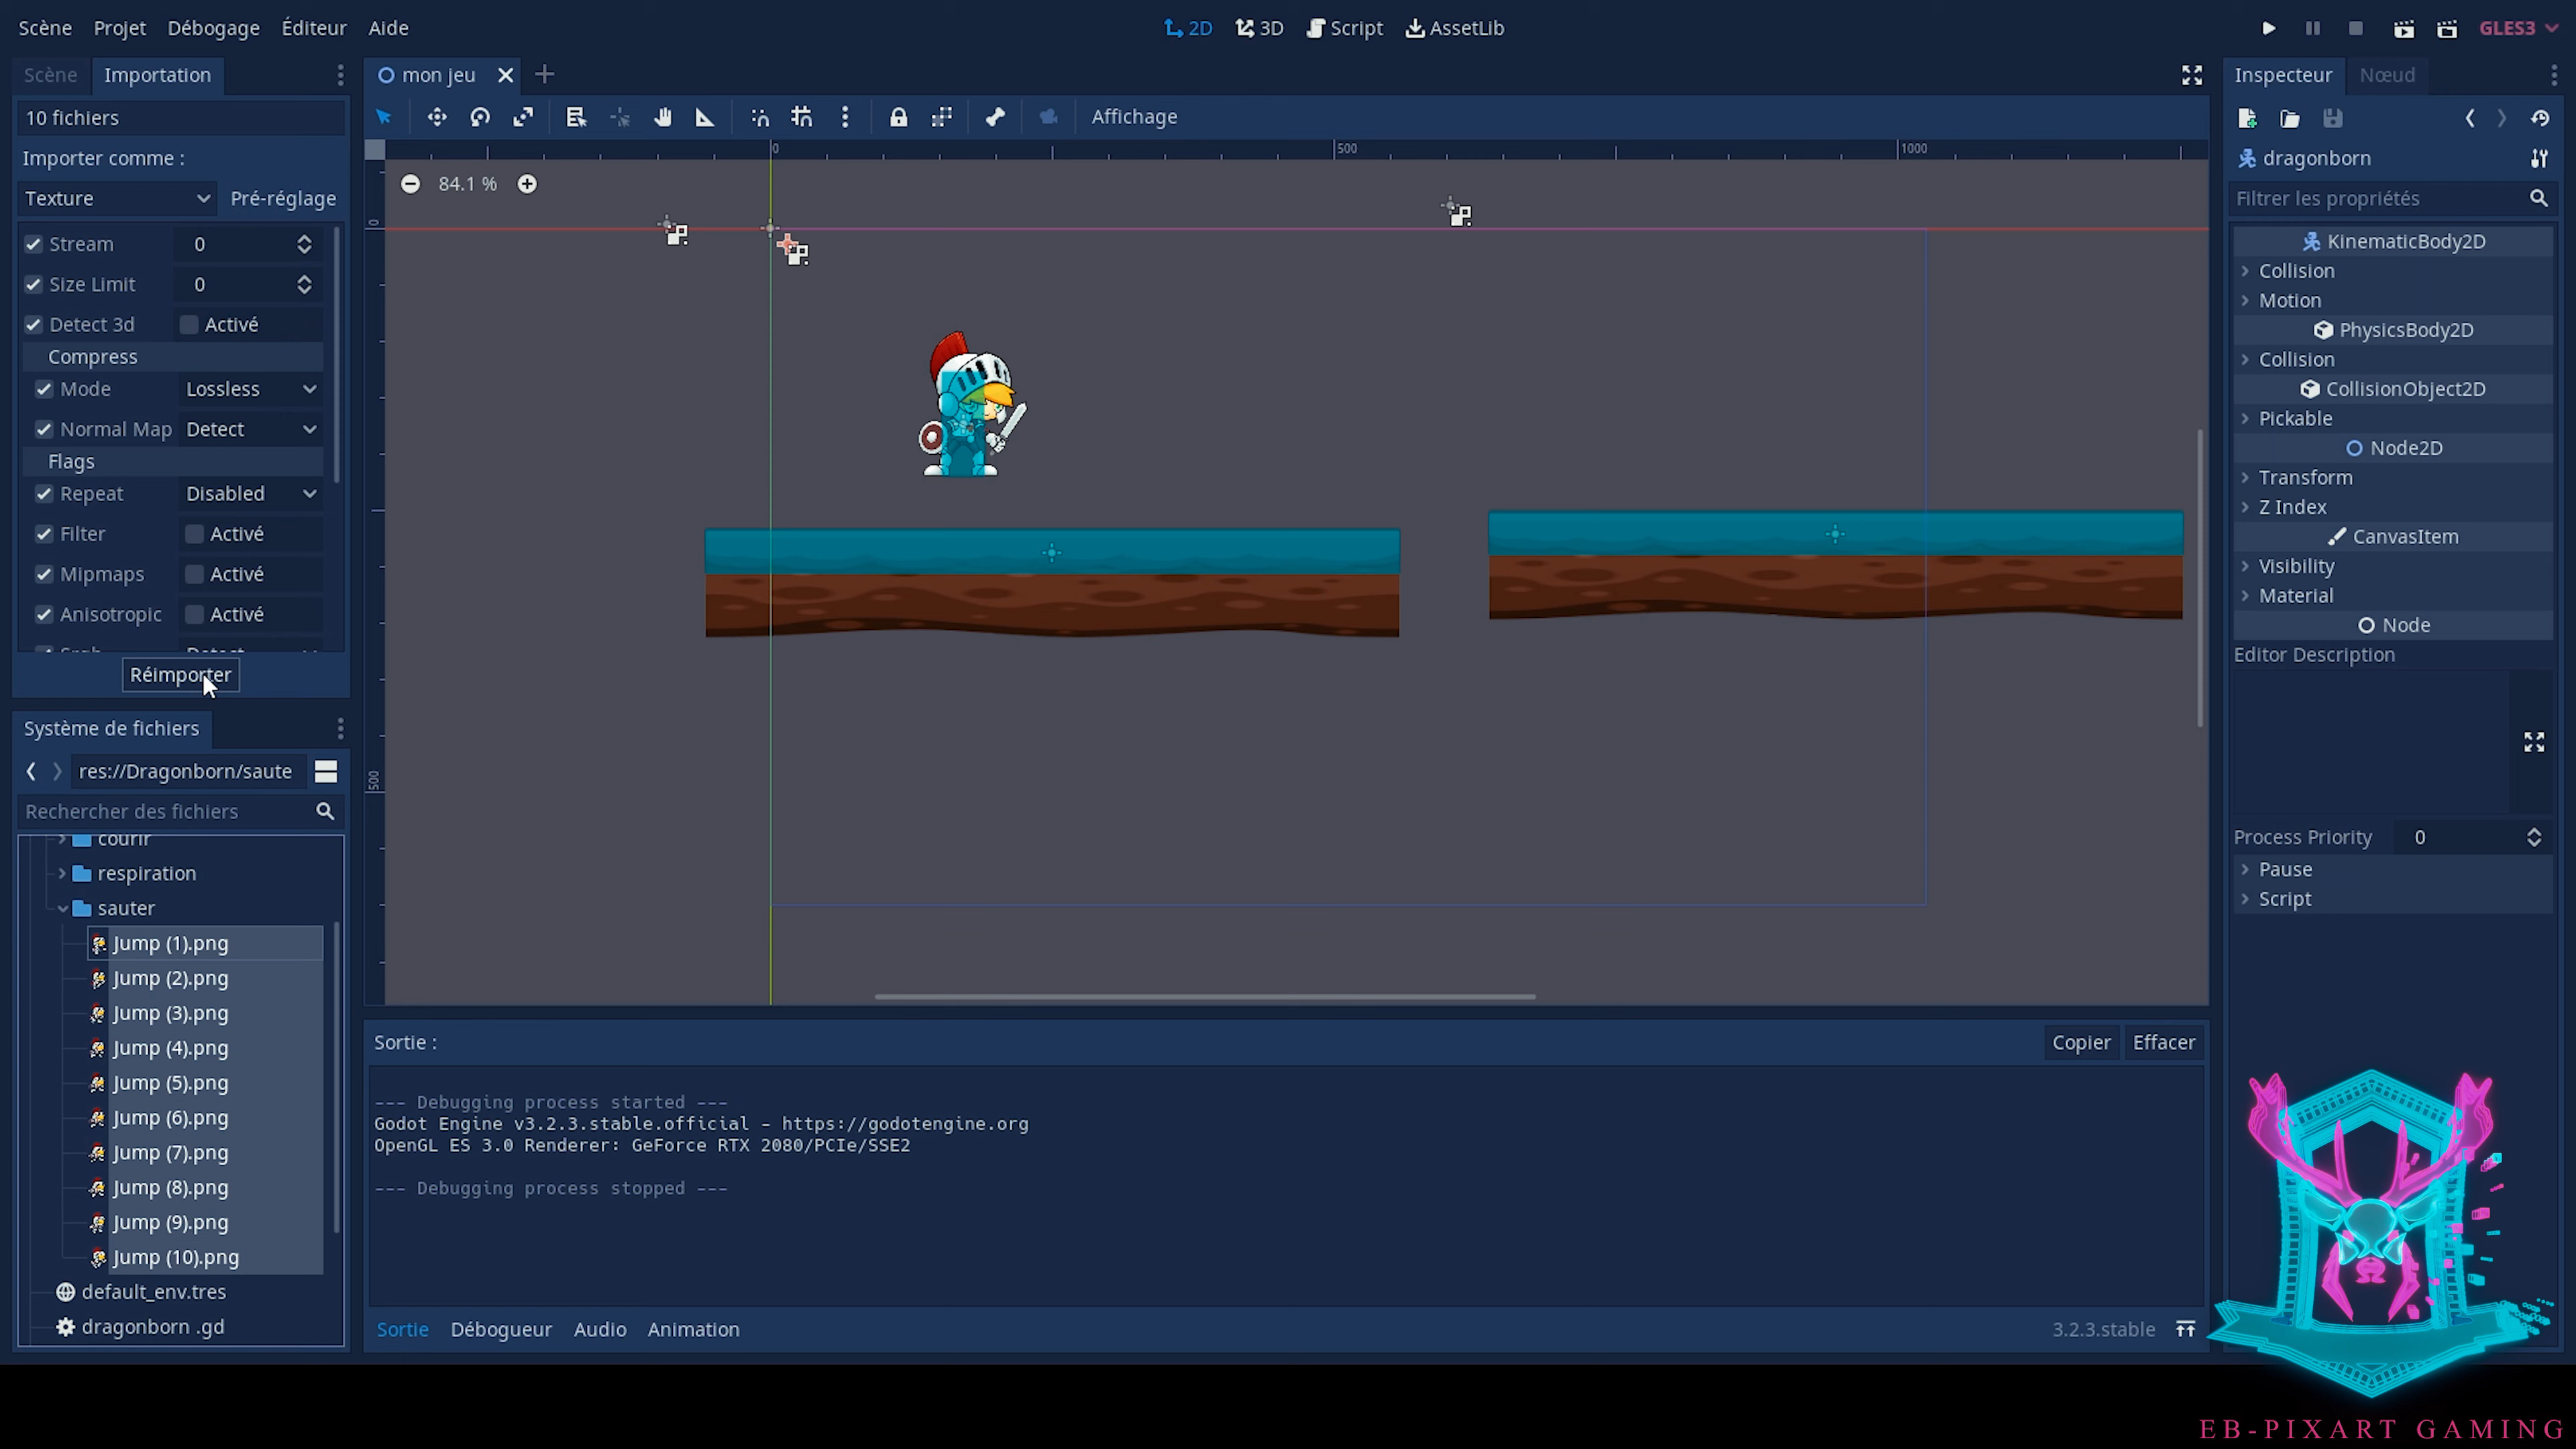 Scène Projet Débogage Éditeur Aide
2D 3D Script AssetLib
GLES3
Scène Importation
mon jeu
Inspecteur Nœud
10 fichiers
Importer comme :
Texture Pré-réglage
Stream 0
Size Limit 0
Detect 3d Activé
Compress
Mode Lossless
Normal Map Detect
Flags
Repeat Disabled
Filter Activé
Mipmaps Activé
Anisotropic Activé
Srgb Detect
Réimporter
Système de fichiers
res://Dragonborn/saute
Rechercher des fichiers
courir
respiration
sauter
Jump (1).png
Jump (2).png
Jump (3).png
Jump (4).png
Jump (5).png
Jump (6).png
Jump (7).png
Jump (8).png
Jump (9).png
Jump (10).png
default_env.tres
dragonborn .gd
Affichage
0 500 1000
84.1 %
0
500
Sortie :
Copier Effacer
--- Debugging process started ---
Godot Engine v3.2.3.stable.official - https://godotengine.org
OpenGL ES 3.0 Renderer: GeForce RTX 2080/PCIe/SSE2
--- Debugging process stopped ---
Sortie Débogueur Audio Animation
3.2.3.stable
dragonborn
Filtrer les propriétés
KinematicBody2D
Collision
Motion
PhysicsBody2D
Collision
CollisionObject2D
Pickable
Node2D
Transform
Z Index
CanvasItem
Visibility
Material
Node
Editor Description
Process Priority 0
Pause
Script
EB-PIXART GAMING